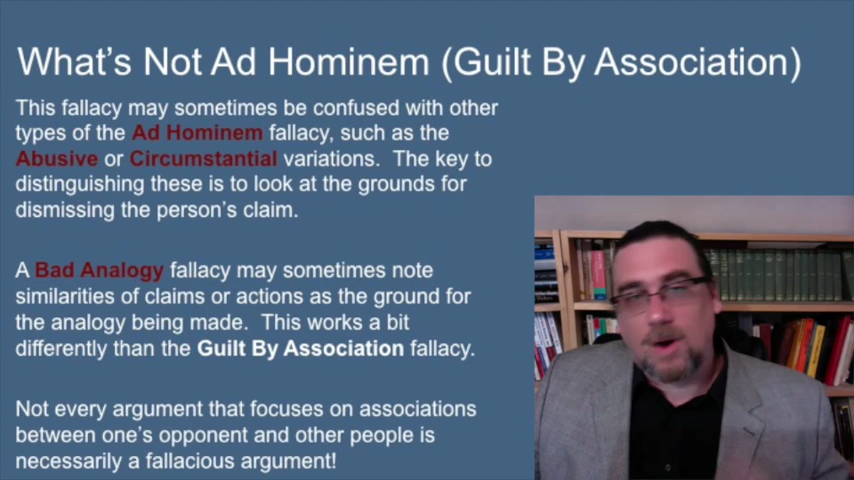 What's Not Ad Hominem (Guilt By Association)
This fallacy may sometimes be confused with other
types of the Ad Hominem fallacy, such as the
Abusive or Circumstantial variations.  The key to
distinguishing these is to look at the grounds for
dismissing the person's claim.
A Bad Analogy fallacy may sometimes note
similarities of claims or actions as the ground for
the analogy being made.  This works a bit
differently than the Guilt By Association fallacy.
Not every argument that focuses on associations
between one's opponent and other people is
necessarily a fallacious argument!